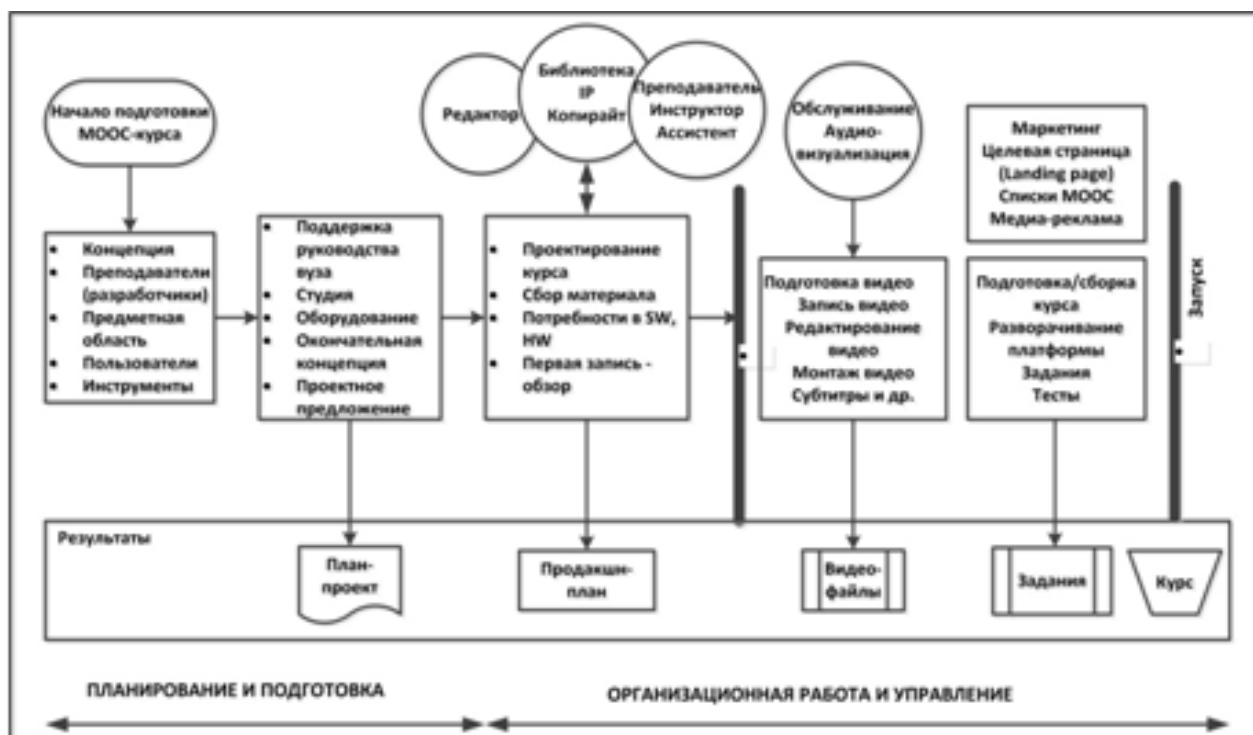 Начало подготовки
МООС-курса
Редактор
Библиотека
IP
Копирайт
Преподаватель
Инструктор
Ассистент
Обслуживание
Аудио-
визуализация
Маркетинг
Целевая страница
(Landing page)
Списки МООС
Медиа-реклама
• Концепция
• Преподаватели
(разработчики)
• Предметная
область
• Пользователи
• Инструменты
• Поддержка
руководства
вуза
• Студия
• Оборудование
• Окончательная
концепция
• Проектное
предложение
• Проектирование
курса
• Сбор материала
• Потребности в SW,
HW
• Первая запись -
обзор
Подготовка видео
Запись видео
Редактирование
видео
Монтаж видео
Субтитры и др.
Подготовка/сборка
курса
Разворачивание
платформы
Задания
Тесты
Запуск
Результаты
План-
проект
Продакшн-
план
Видео-
файлы
Задания
Курс
ПЛАНИРОВАНИЕ И ПОДГОТОВКА
ОРГАНИЗАЦИОННАЯ РАБОТА И УПРАВЛЕНИЕ